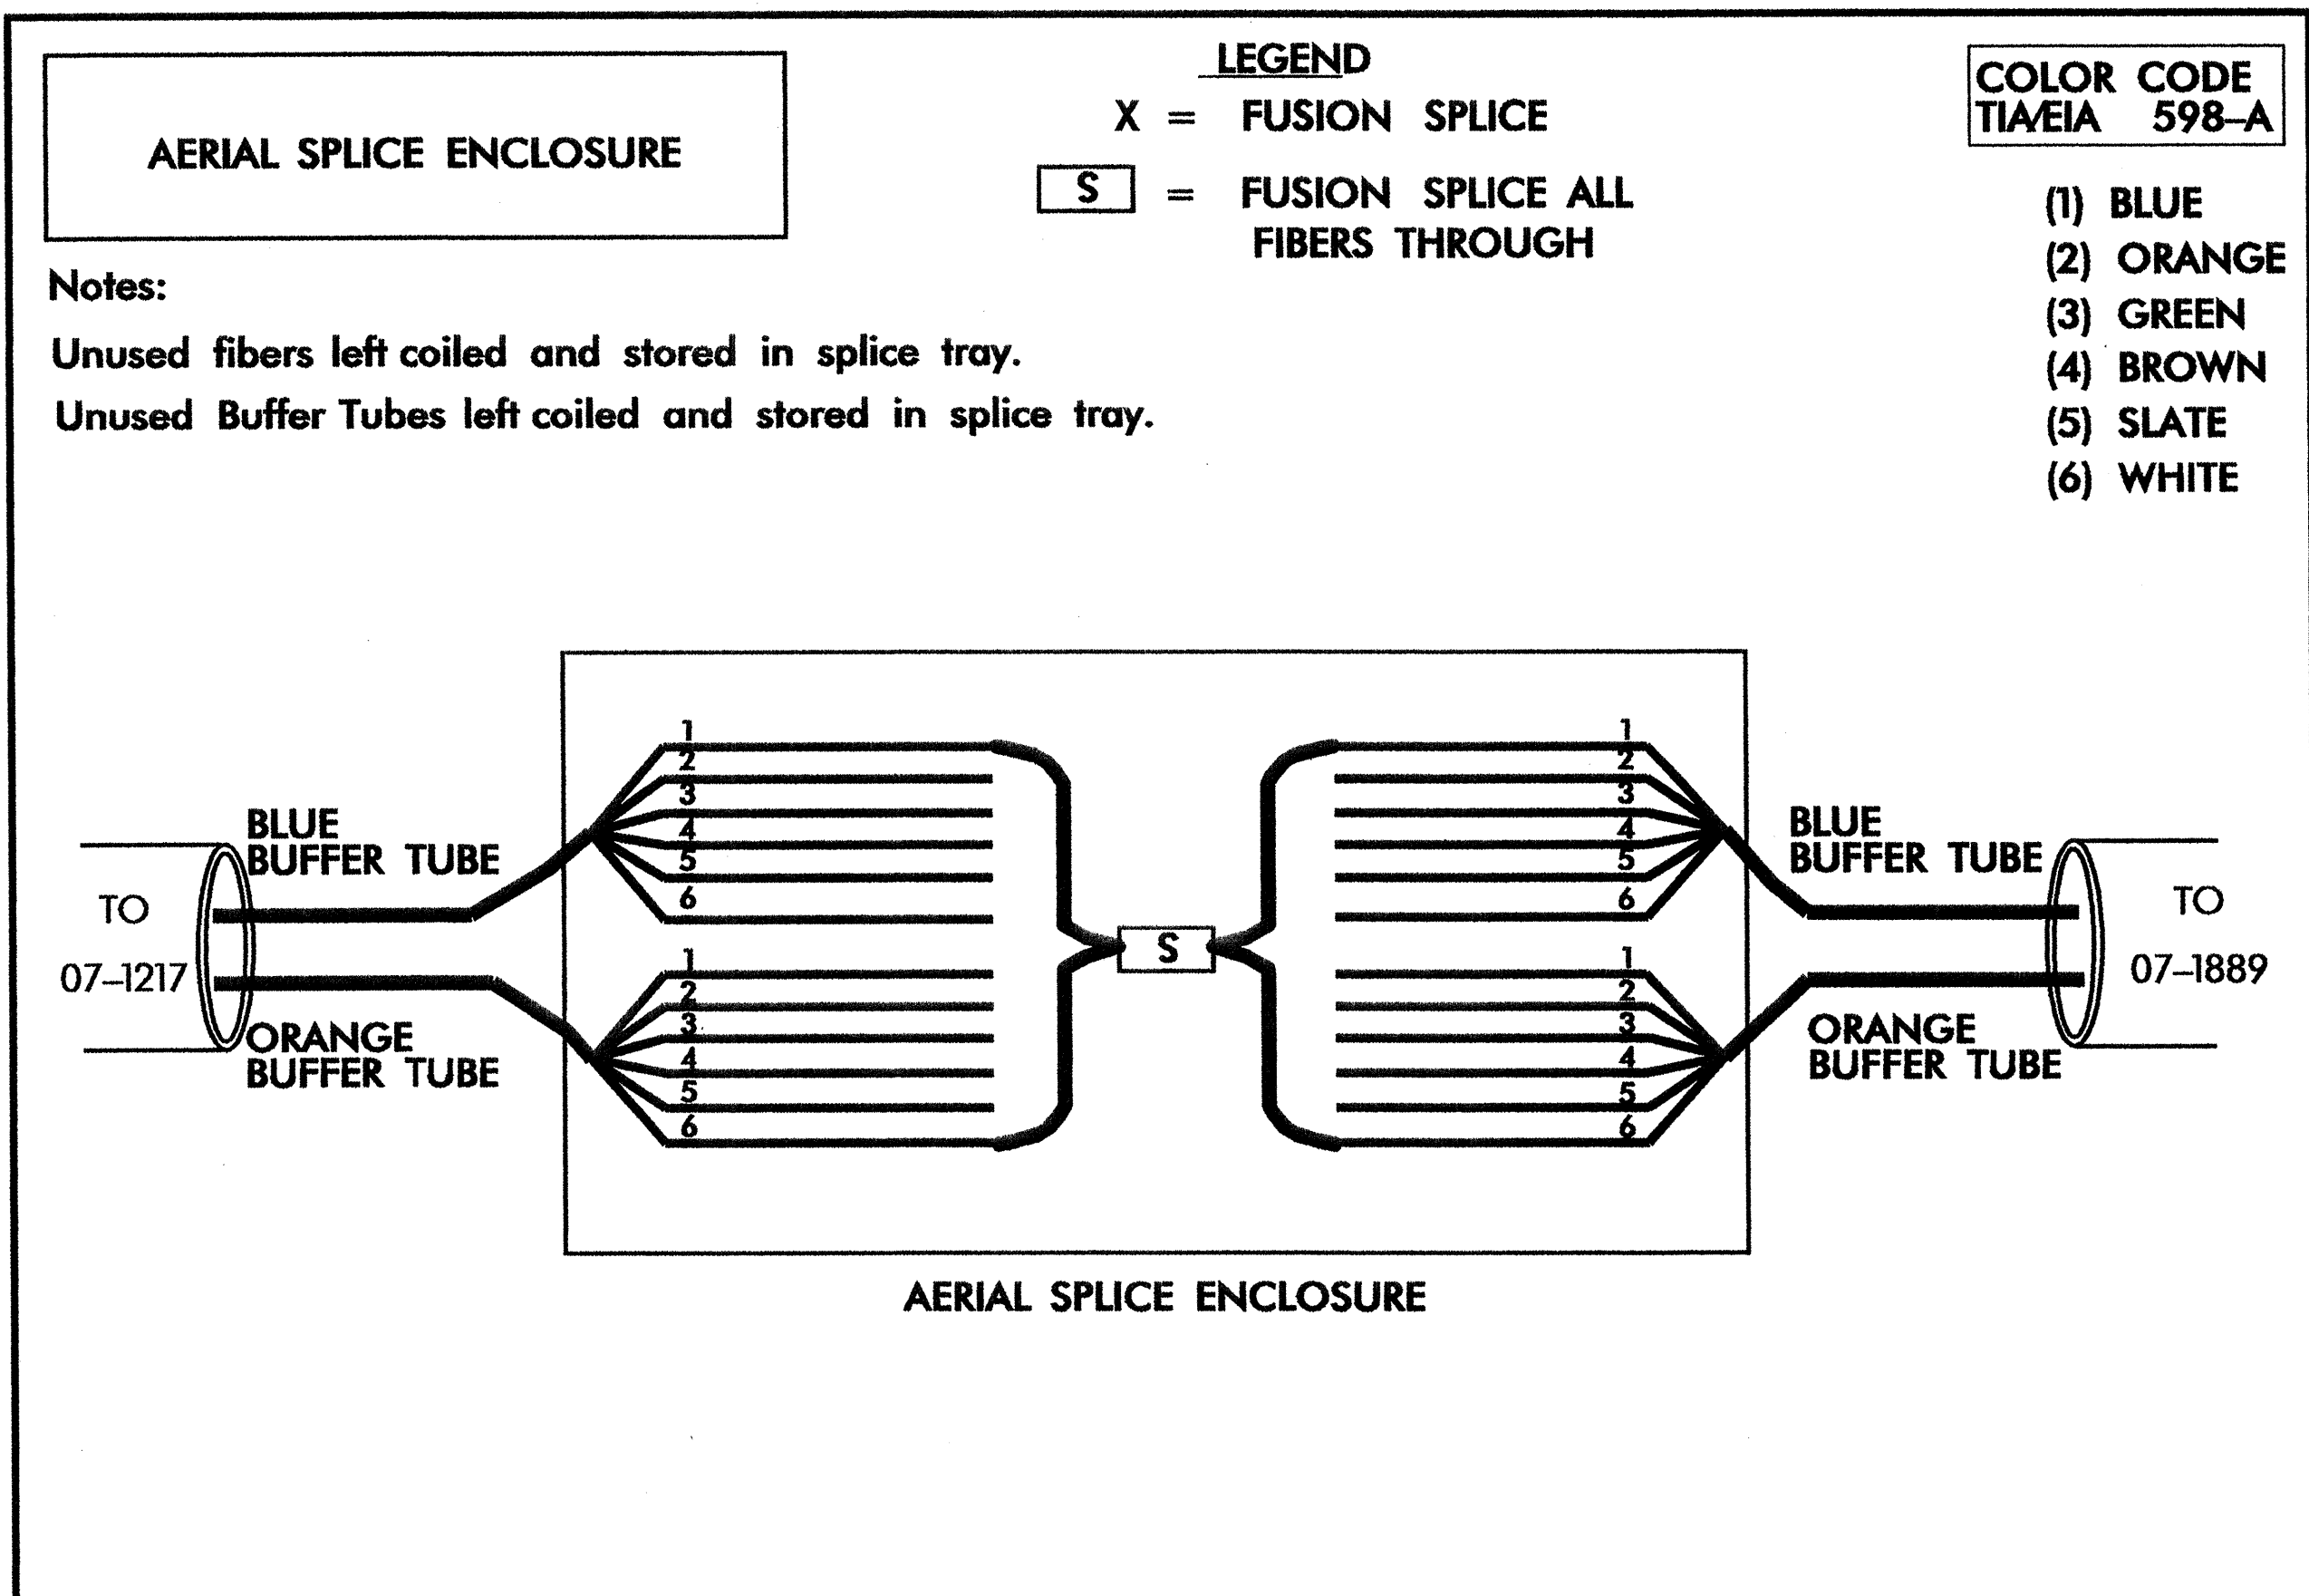 AERIAL SPLICE ENCLOSURE
LEGEND
X = FUSION SPLICE
S = FUSION SPLICE ALL
FIBERS THROUGH
COLOR CODE
TIA/EIA 598-A
(1) BLUE
(2) ORANGE
(3) GREEN
(4) BROWN
(5) SLATE
(6) WHITE
Notes:
Unused fibers left coiled and stored in splice tray.
Unused Buffer Tubes left coiled and stored in splice tray.
TO
07-1217
BLUE
BUFFER TUBE
ORANGE
BUFFER TUBE
1
2
3
4
5
6
1
2
3
4
5
6
S
1
2
3
4
5
6
1
2
3
4
5
6
BLUE
BUFFER TUBE
ORANGE
BUFFER TUBE
TO
07-1889
AERIAL SPLICE ENCLOSURE